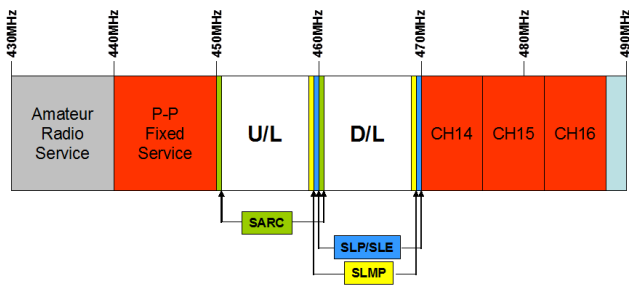 430MHz
440MHz
450MHz
460MHz
470MHz
480MHz
490MHz
Amateur
Radio
Service
P-P
Fixed
Service
U/L
D/L
CH14
CH15
CH16
SARC
SLP/SLE
SLMP